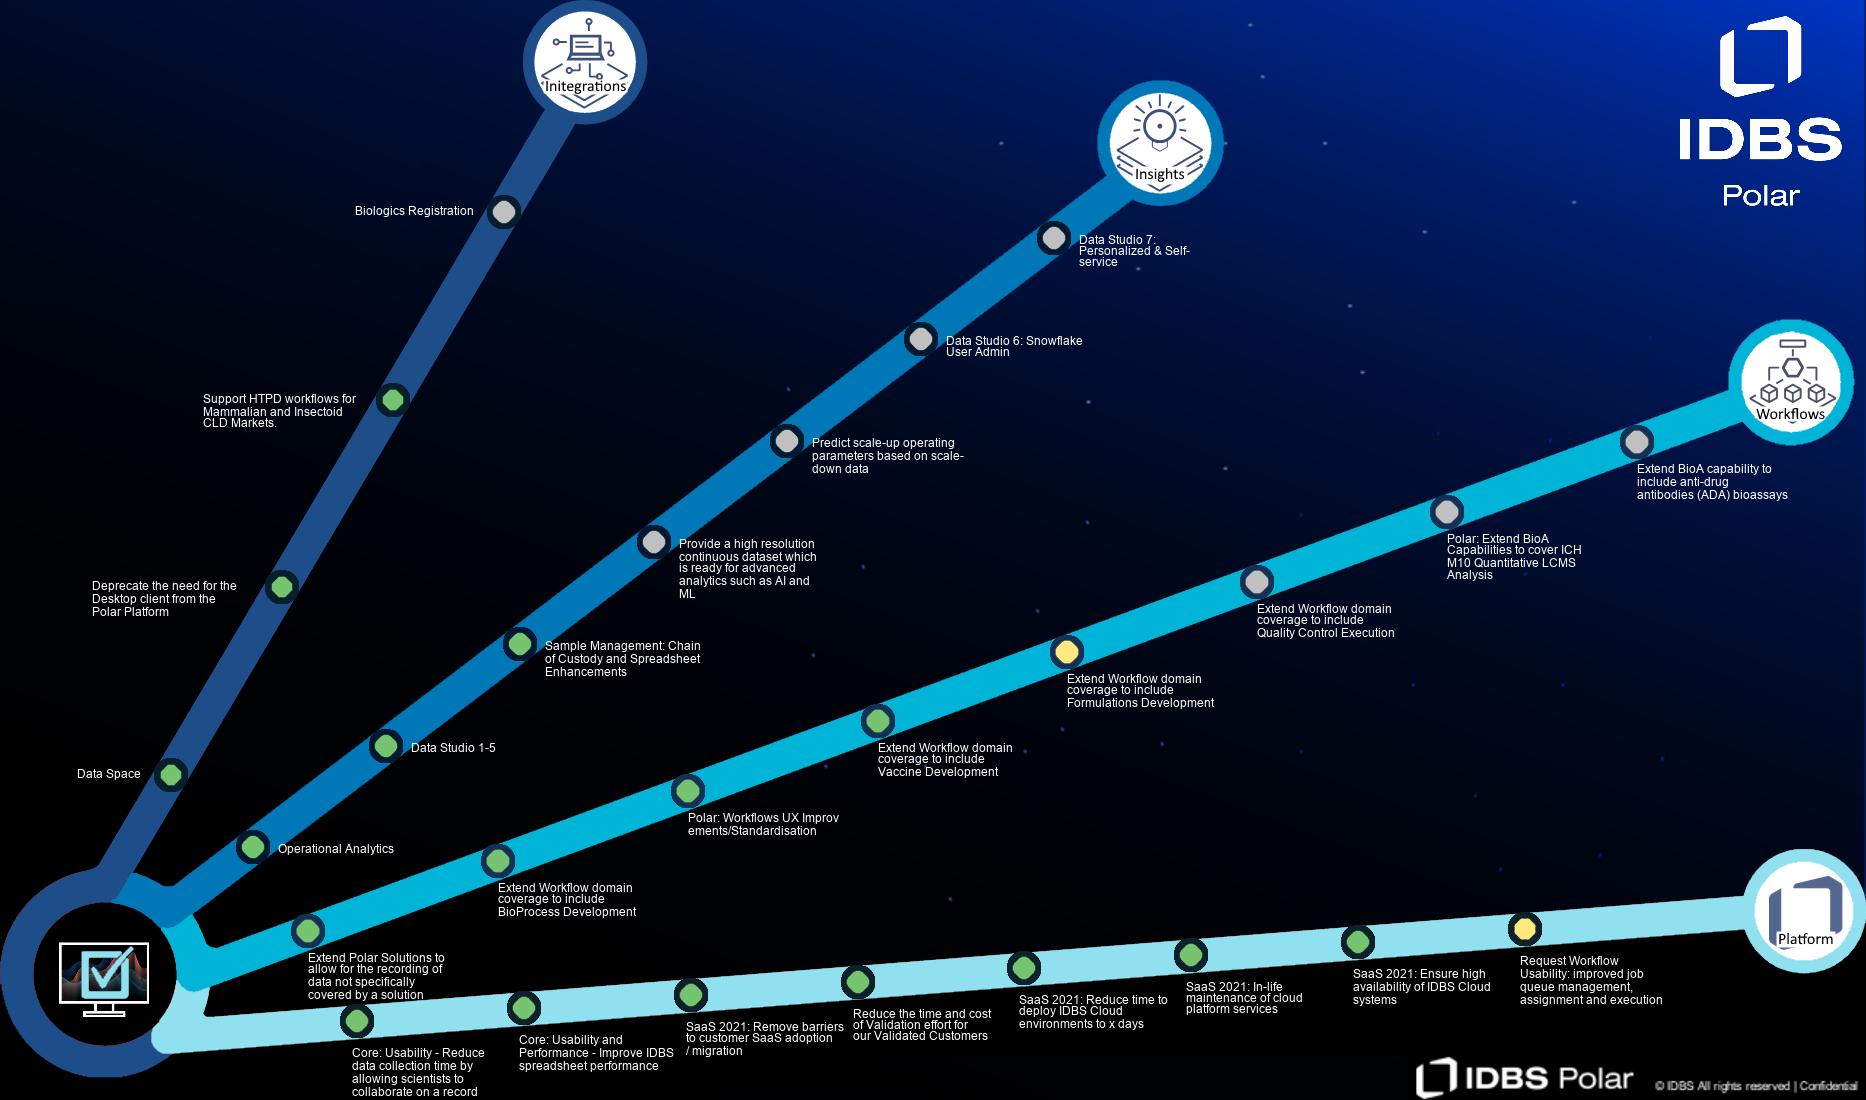 Initegrations
Insights
IDBS
Polar
Biologics Registration
Data Studio 7:
Personalized & Self-
service
Data Studio 6: Snowflake
User Admin
Workflows
Support HTPD workflows for
Mammalian and Insectoid
CLD Markets.
Predict scale-up operating
parameters based on scale-
down data
Extend BioA capability to
include anti-drug
antibodies (ADA) bioassays
Provide a high resolution
continuous dataset which
is ready for advanced
analytics such as AI and
ML
Polar: Extend BioA
Capabilities to cover ICH
M10 Quantitative LCMS
Analysis
Deprecate the need for the
Desktop client from the
Polar Platform
Extend Workflow domain
coverage to include
Quality Control Execution
Sample Management: Chain
of Custody and Spreadsheet
Enhancements
Extend Workflow domain
coverage to include
Formulations Development
Data Studio 1-5
Extend Workflow domain
coverage to include
Vaccine Development
Data Space
Polar: Workflows UX Improv
ements/Standardisation
Operational Analytics
Extend Workflow domain
coverage to include
BioProcess Development
Platform
Extend Polar Solutions to
allow for the recording of
data not specifically
covered by a solution
Core: Usability - Reduce
data collection time by
allowing scientists to
collaborate on a record
Core: Usability and
Performance - Improve IDBS
spreadsheet performance
SaaS 2021: Remove barriers
to customer SaaS adoption
/ migration
Reduce the time and cost
of Validation effort for
our Validated Customers
SaaS 2021: Reduce time to
deploy IDBS Cloud
environments to x days
SaaS 2021: In-life
maintenance of cloud
platform services
SaaS 2021: Ensure high
availability of IDBS Cloud
systems
Request Workflow
Usability: improved job
queue management,
assignment and execution
IDBS Polar
© IDBS All rights reserved | Confidential